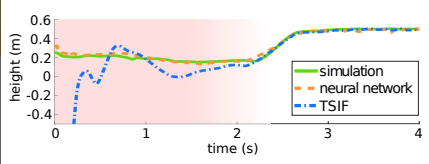 0.6
0.4
0.2
0
-0.2
-0.4
height (m)
simulation
neural network
TSIF
0 1 2 3 4
time (s)